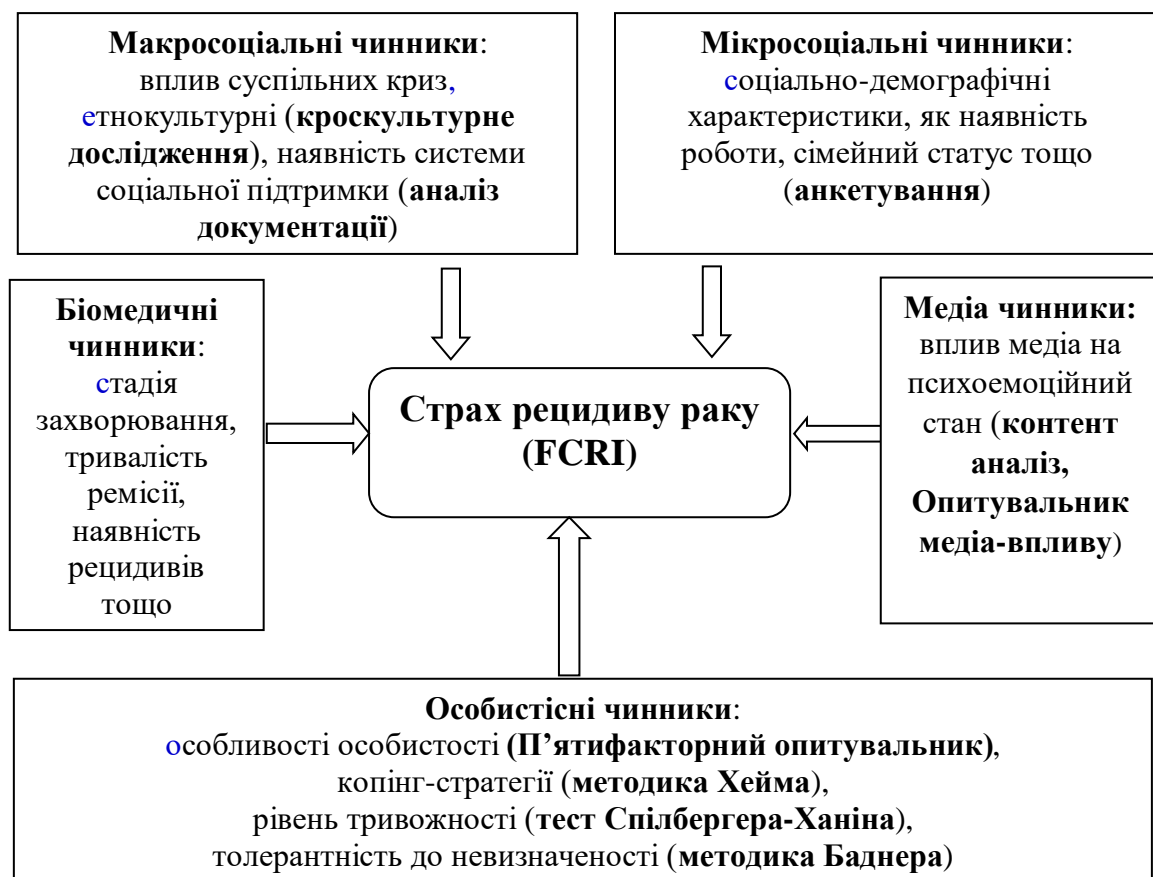 Макросоціальні чинники:
вплив суспільних криз,
етнокультурні (кроскультурне
дослідження), наявність системи
соціальної підтримки (аналіз
документації)
Мікросоціальні чинники:
соціально-демографічні
характеристики, як наявність
роботи, сімейний статус тощо
(анкетування)
Біомедичні
чинники:
стадія
захворювання,
тривалість
ремісії,
наявність
рецидивів
тощо
Страх рецидиву раку
(FCRI)
Медіа чинники:
вплив медіа на
психоемоційний
стан (контент
аналіз,
Опитувальник
медіа-впливу)
Особистісні чинники:
особливості особистості (П’ятифакторний опитувальник),
копінг-стратегії (методика Хейма),
рівень тривожності (тест Спілбергера-Ханіна),
толерантність до невизначеності (методика Баднера)